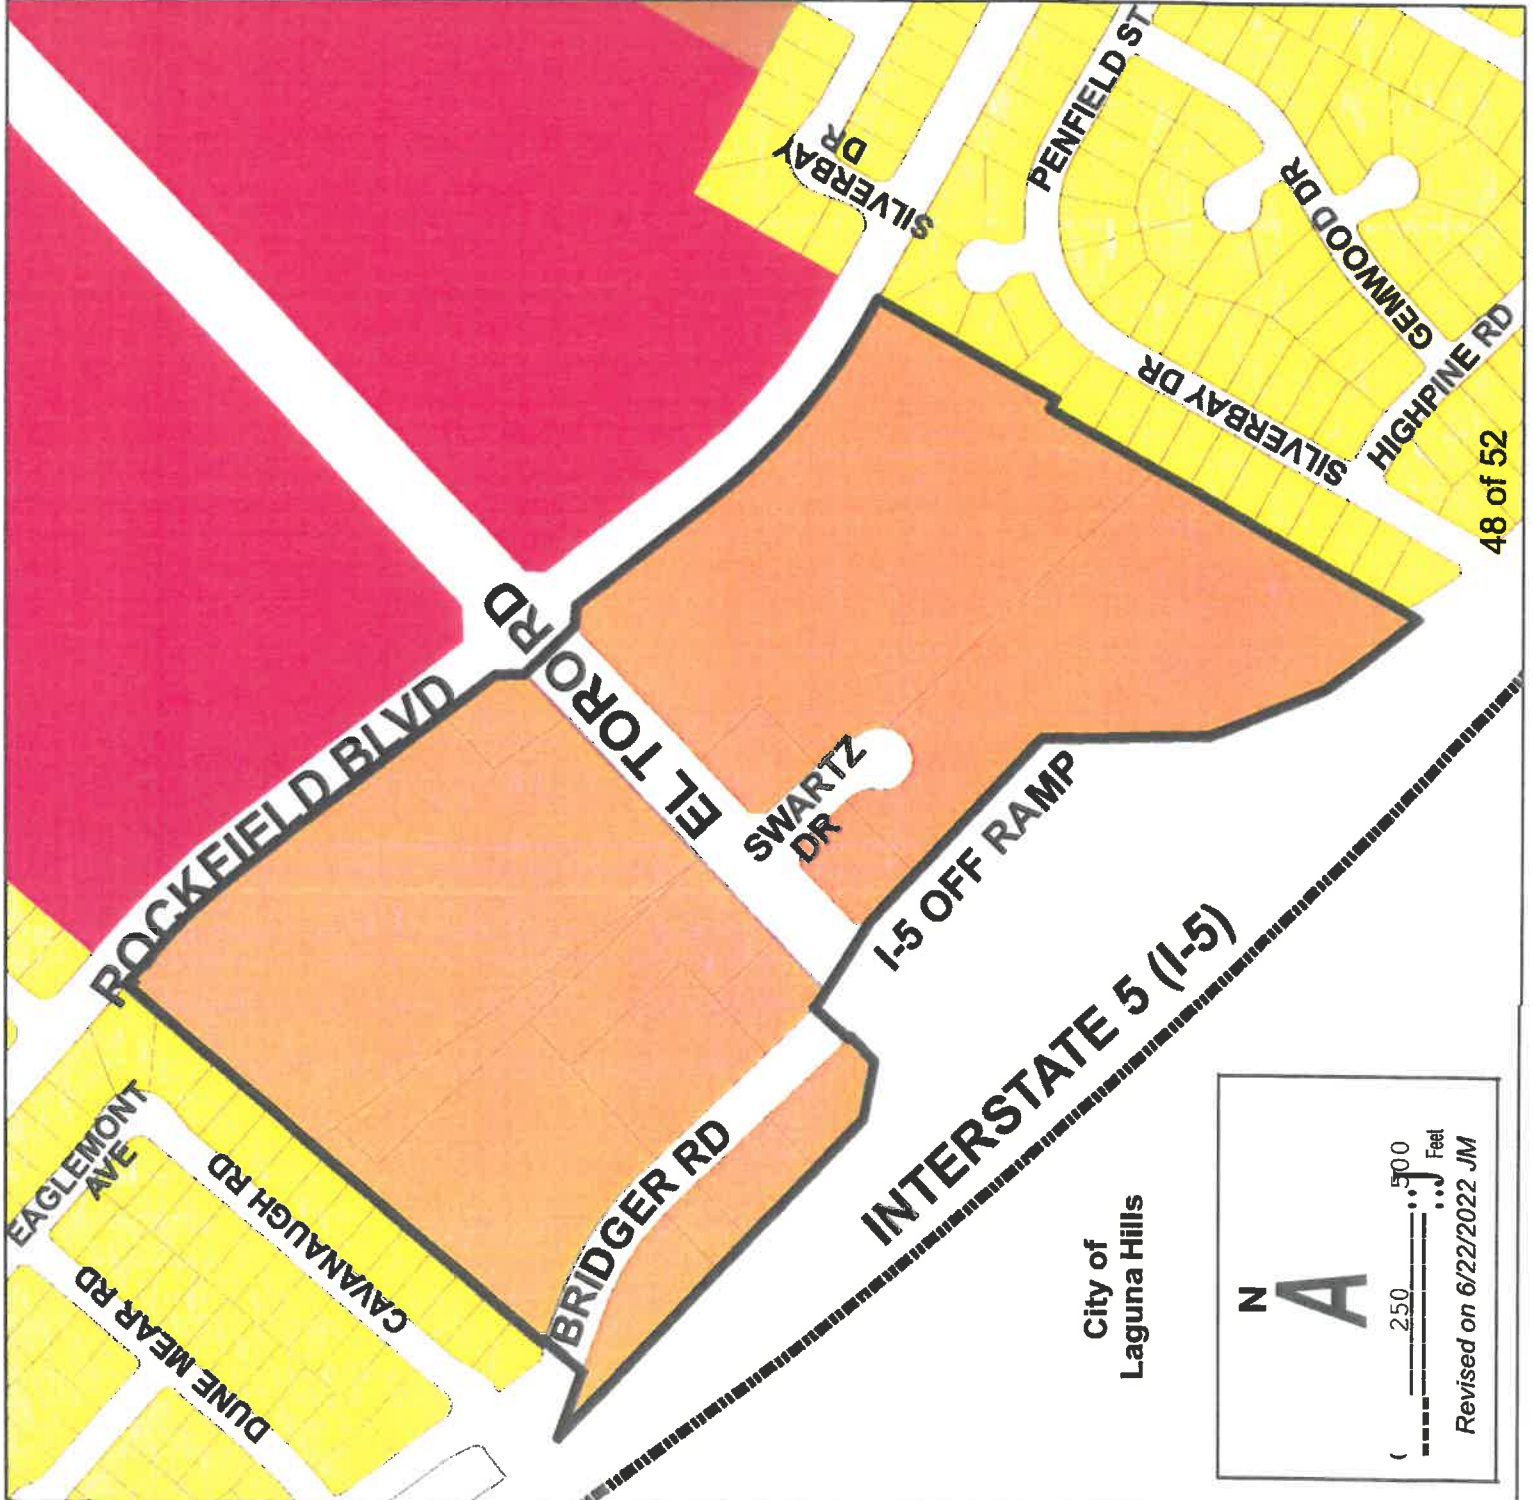 SILVERBAY
DR
PENFIELD ST
GEMWOOD DR
HIGHPINE RD
SILVERBAY DR
48 of 52
EL TORO RD
ROCKFIELD BLVD
SWARTZ
DR
I-5 OFF RAMP
INTERSTATE 5 (I-5)
BRIDGER RD
EAGLEMONT
AVE
CAVANAUGH RD
DUNE MEAR RD
City of
Laguna Hills
N
A
250 500
Feet
Revised on 6/22/2022 JM